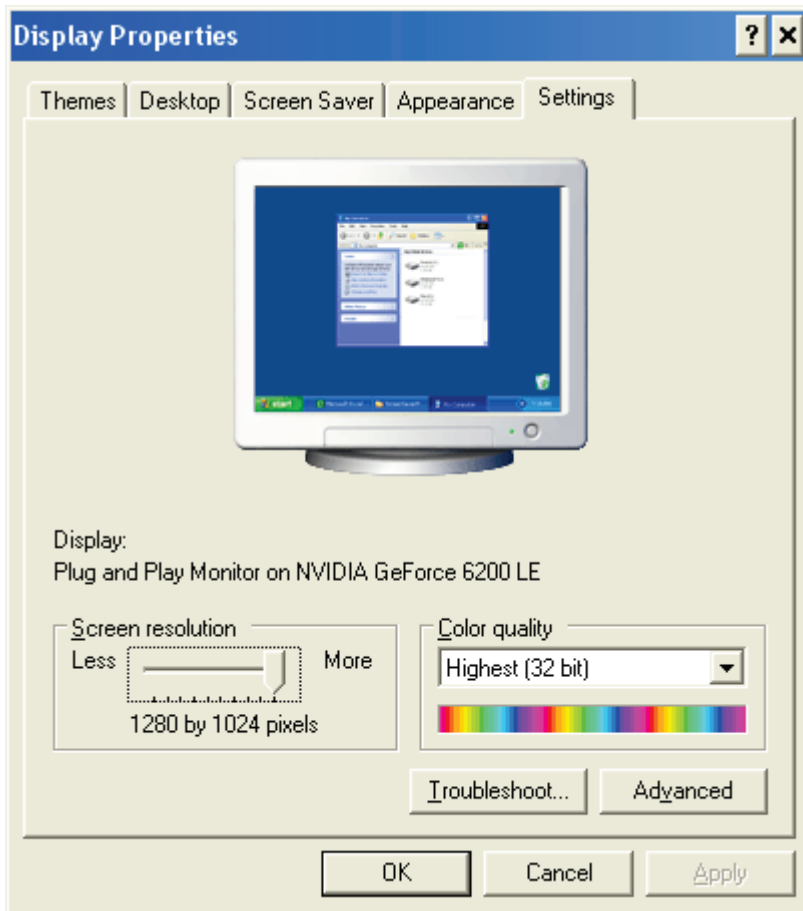 Display Properties
Themes Desktop Screen Saver Appearance Settings
start
Display:
Plug and Play Monitor on NVIDIA GeForce 6200 LE
Screen resolution
Less More
1280 by 1024 pixels
Color quality
Highest (32 bit)
Troubleshoot... Advanced
OK Cancel Apply